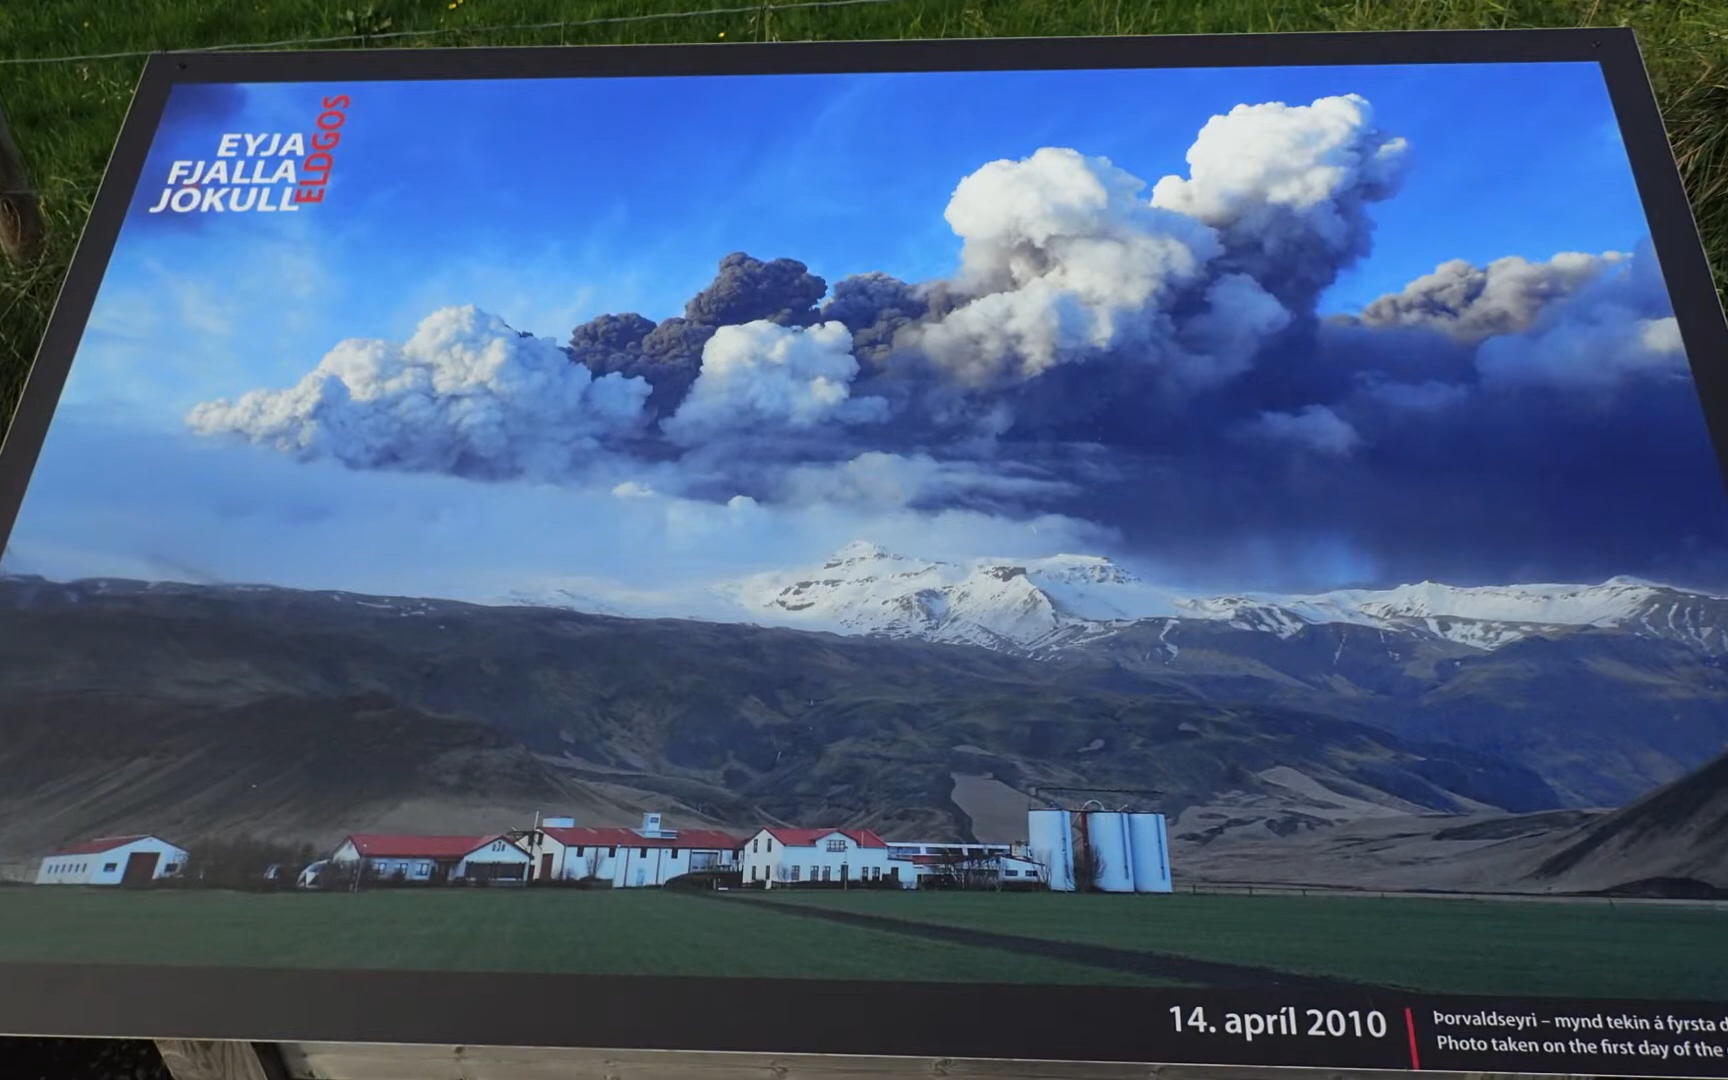 EYJA
FJALLA
JÖKULL
ELDGOS
14. apríl 2010
Þorvaldseyri – mynd tekin á fyrsta
Photo taken on the first day of the